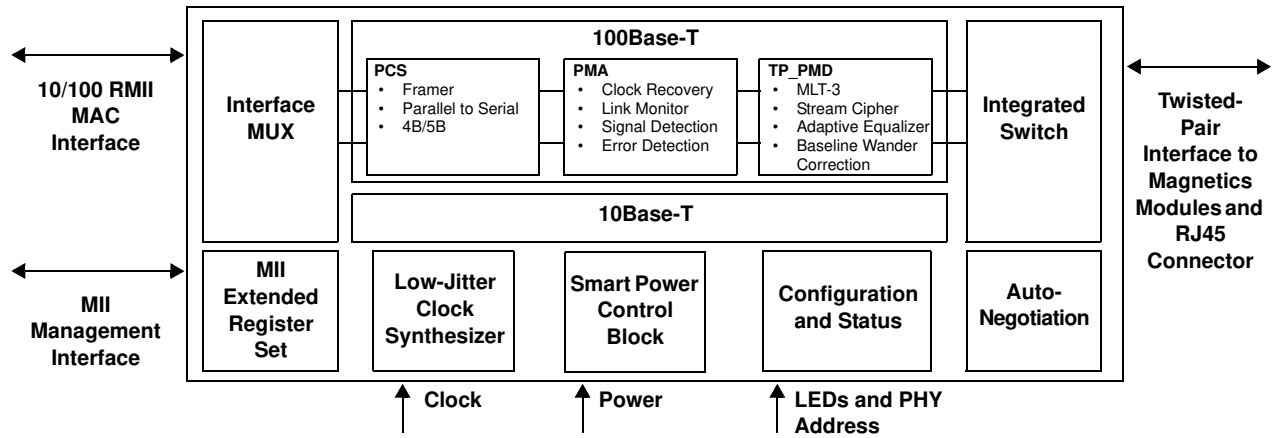 10/100 RMII
MAC
Interface
MII
Management
Interface
Interface
MUX
100Base-T
PCS
• Framer
• Parallel to Serial
• 4B/5B
PMA
• Clock Recovery
• Link Monitor
• Signal Detection
• Error Detection
TP_PMD
• MLT-3
• Stream Cipher
• Adaptive Equalizer
• Baseline Wander
Correction
10Base-T
Integrated
Switch
Twisted-
Pair
Interface to
Magnetics
Modules and
RJ45
Connector
MII
Extended
Register
Set
Low-Jitter
Clock
Synthesizer
Smart Power
Control
Block
Configuration
and Status
Auto-
Negotiation
Clock
Power
LEDs and PHY
Address